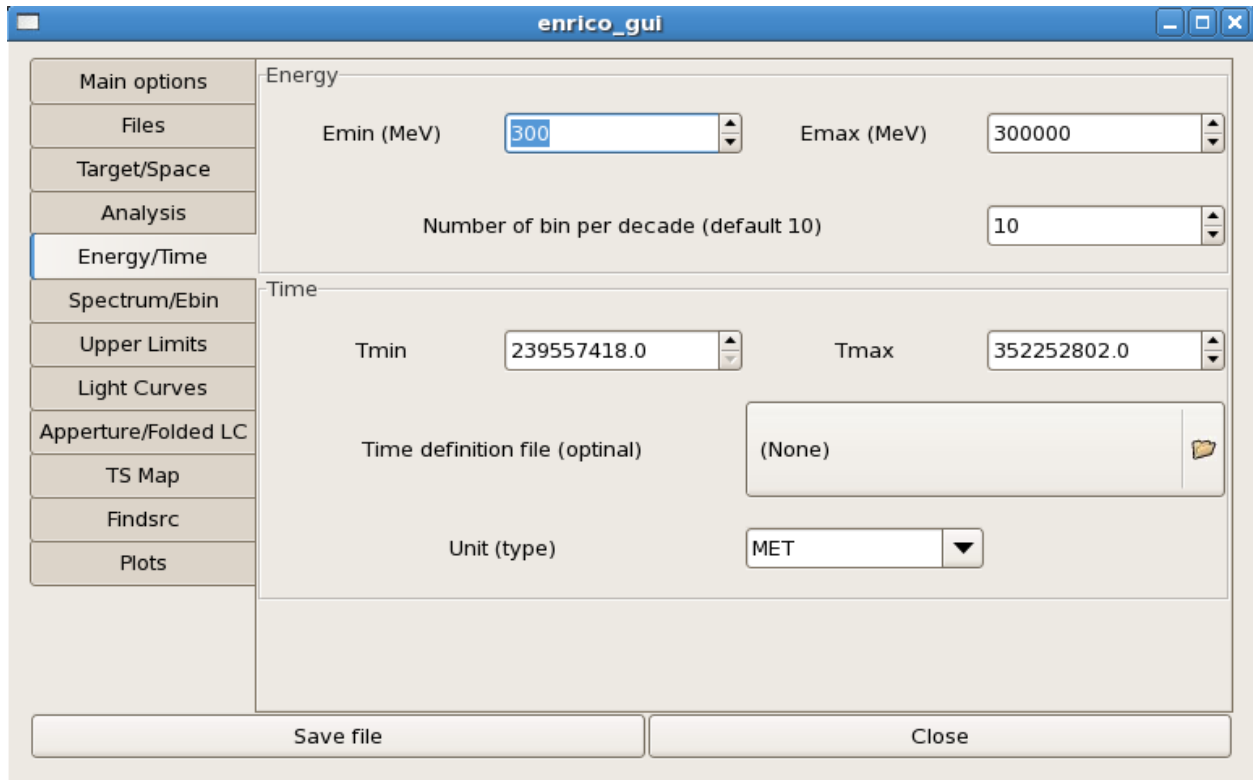 enrico_gui
Main options
Files
Target/Space
Analysis
Energy/Time
Spectrum/Ebin
Upper Limits
Light Curves
Apperture/Folded LC
TS Map
Findsrc
Plots
Energy
Emin (MeV) 300 Emax (MeV) 300000
Number of bin per decade (default 10) 10
Time
Tmin 239557418.0 Tmax 352252802.0
Time definition file (optinal) (None)
Unit (type) MET
Save file Close